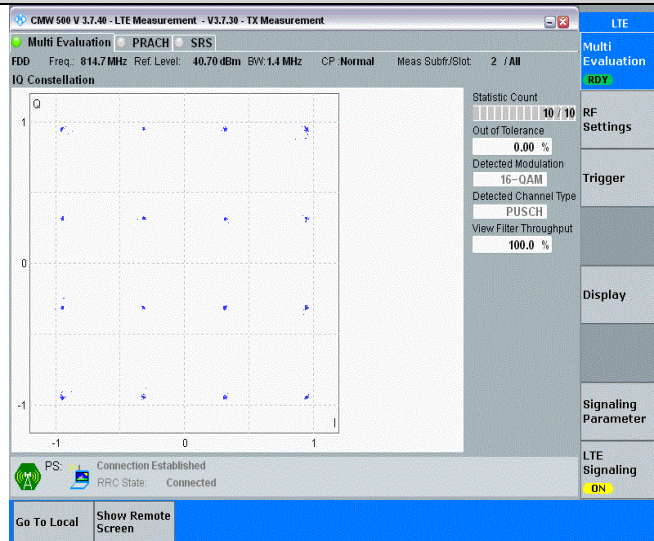 CMW 500 V 3.7.40 - LTE Measurement - V3.7.30 - TX Measurement
LTE
Multi Evaluation PRACH SRS
FDD Freq.: 814.7 MHz Ref. Level: 40.70 dBm BW: 1.4 MHz CP :Normal Meas Subfr./Slot: 2 / All
IQ Constellation
Q
1
0
-1
I
-1 0 1
Statistic Count
10 / 10
Out of Tolerance
0.00 %
Detected Modulation
16-QAM
Detected Channel Type
PUSCH
View Filter Throughput
100.0 %
Multi
Evaluation
RDY
RF
Settings
Trigger
Display
Signaling
Parameter
LTE
Signaling
ON
PS: Connection Established
RRC State: Connected
Go To Local
Show Remote
Screen